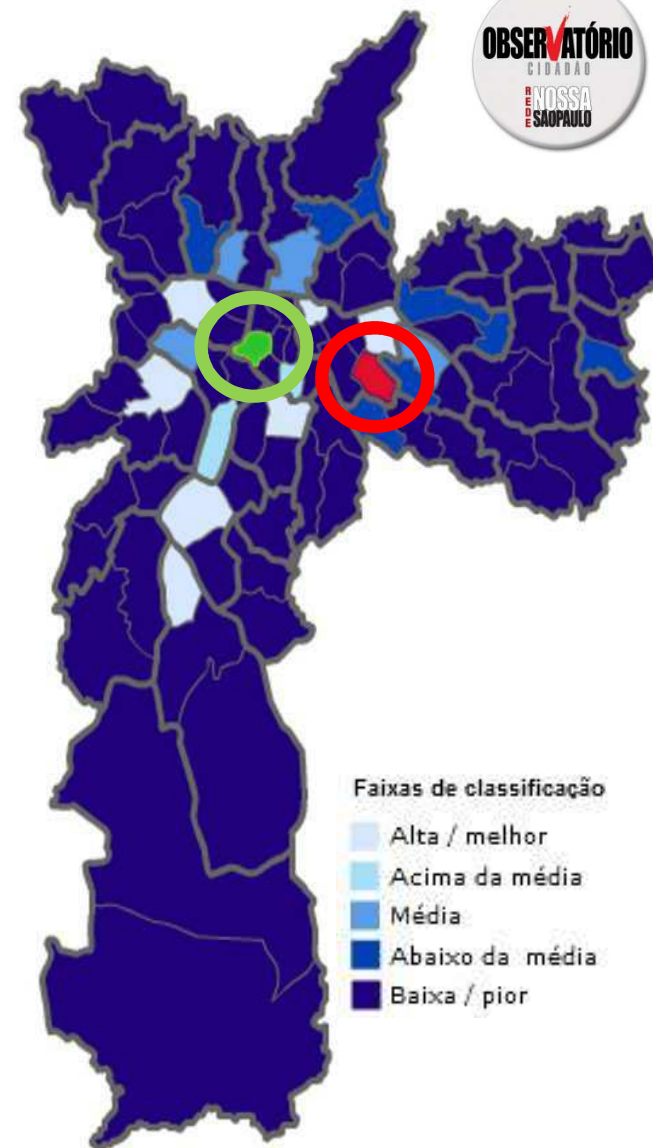 OBSERVATÓRIO
CIDADÃO
REDE NOSSA
SÃOPAULO
Faixas de classificação
Alta / melhor
Acima da média
Média
Abaixo da média
Baixa / pior